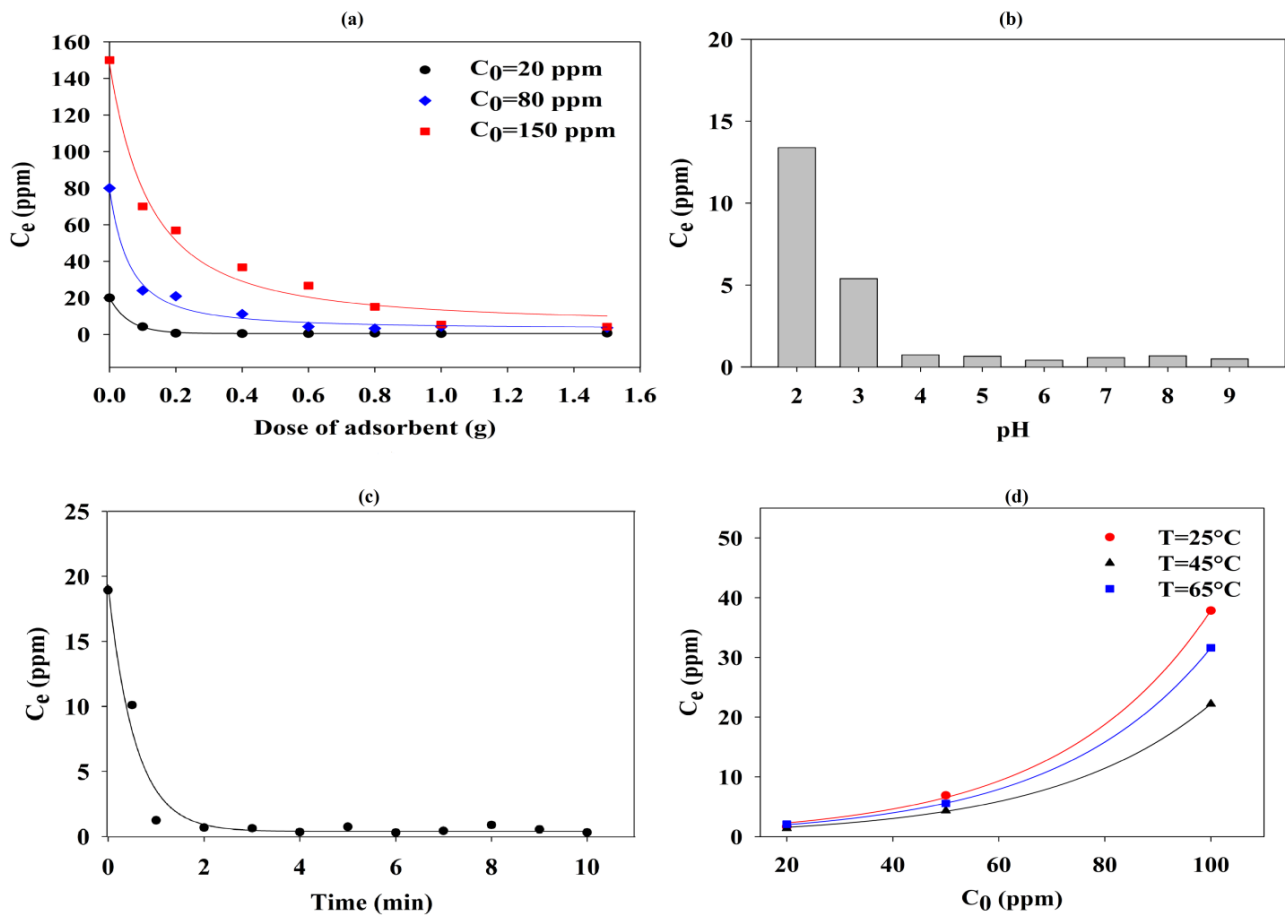 (a)
160
140
120
100
80
60
40
20
0
Ce (ppm)
C0=20 ppm
C0=80 ppm
C0=150 ppm
0.0 0.2 0.4 0.6 0.8 1.0 1.2 1.4 1.6
Dose of adsorbent (g)
(b)
20
15
10
5
0
Ce (ppm)
2 3 4 5 6 7 8 9
pH
(c)
25
20
15
10
5
0
Ce (ppm)
0 2 4 6 8 10
Time (min)
(d)
50
40
30
20
10
0
Ce (ppm)
T=25°C
T=45°C
T=65°C
20 40 60 80 100
C0 (ppm)